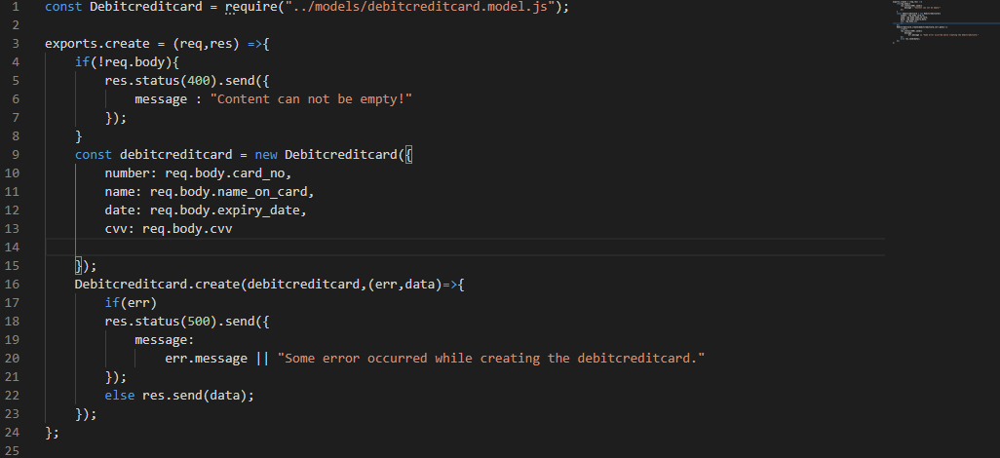 1 const Debitcreditcard = require("../models/debitcreditcard.model.js");
2
3 exports.create = (req,res) =>{
4     if(!req.body){
5         res.status(400).send({
6             message : "Content can not be empty!"
7         });
8     }
9     const debitcreditcard = new Debitcreditcard({
10         number: req.body.card_no,
11         name: req.body.name_on_card,
12         date: req.body.expiry_date,
13         cvv: req.body.cvv
14
15     });
16     Debitcreditcard.create(debitcreditcard,(err,data)=>{
17         if(err)
18         res.status(500).send({
19             message:
20                 err.message || "Some error occurred while creating the debitcreditcard."
21         });
22         else res.send(data);
23     });
24 };
25